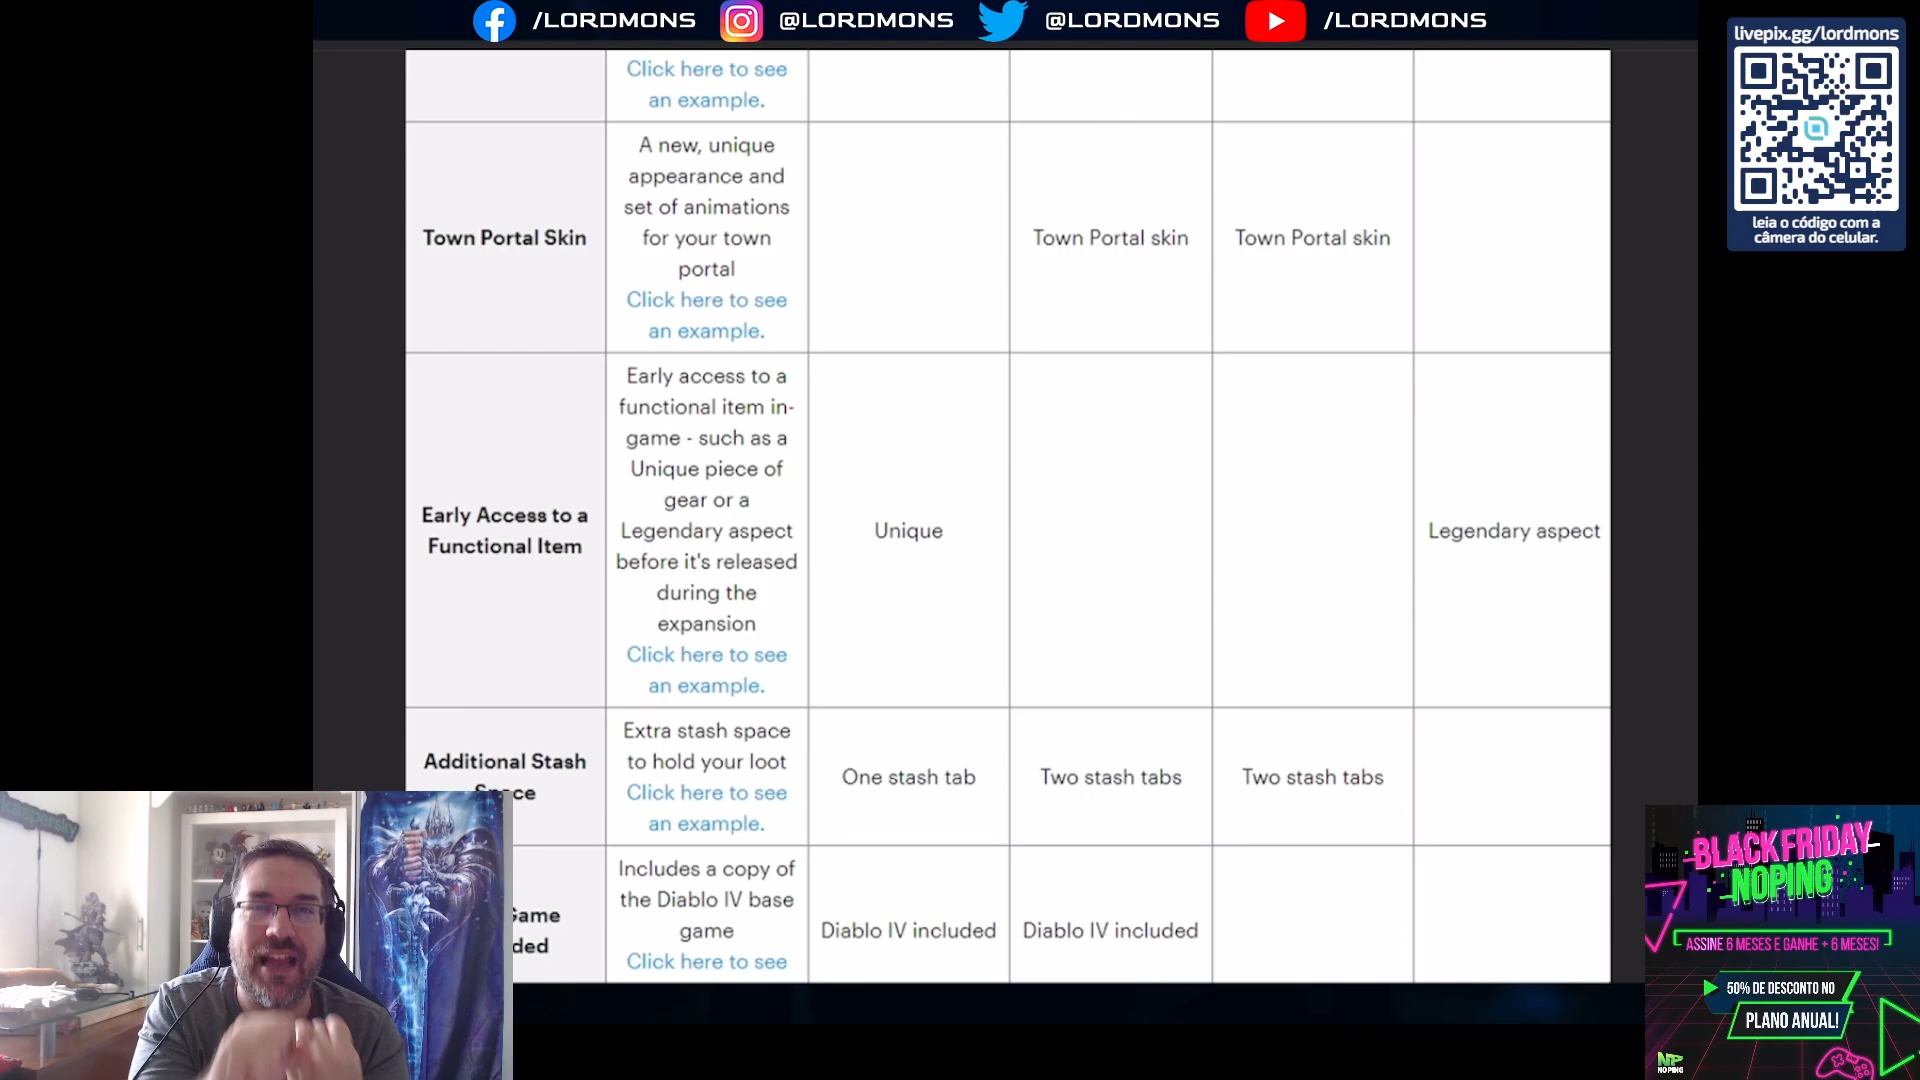 /LORDMONS @LORDMONS @LORDMONS /LORDMONS
livepix.gg/lordmons
leia o código com a
câmera do celular.
Click here to see
an example.
Town Portal Skin
A new, unique
appearance and
set of animations
for your town
portal
Click here to see
an example.
Town Portal skin
Town Portal skin
Early Access to a
Functional Item
Early access to a
functional item in-
game - such as a
Unique piece of
gear or a
Legendary aspect
before it's released
during the
expansion
Click here to see
an example.
Unique
Legendary aspect
Additional Stash
Space
Extra stash space
to hold your loot
Click here to see
an example.
One stash tab
Two stash tabs
Two stash tabs
Game
ded
Includes a copy of
the Diablo IV base
game
Click here to see
Diablo IV included
Diablo IV included
kaspersky
BLACK FRIDAY
NOPING
ASSINE 6 MESES E GANHE + 6 MESES!
50% DE DESCONTO NO
PLANO ANUAL!
NP
NOPING